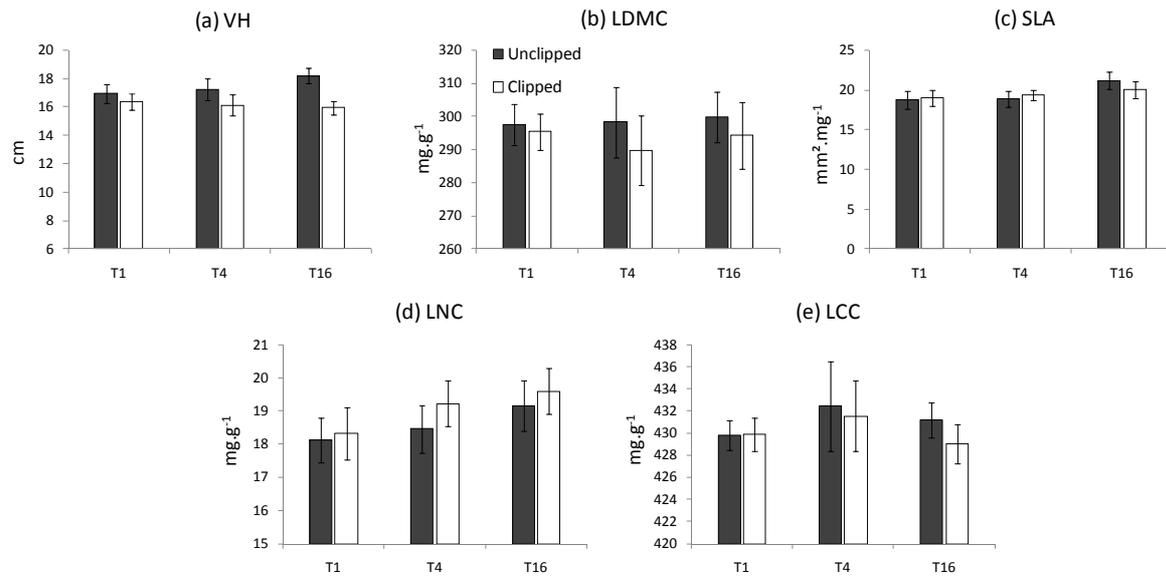 (a) VH
(b) LDMC
(c) SLA
20
18
16
14
12
10
8
6
cm
T1
T4
T16
320
310
300
290
280
270
260
mg.g⁻¹
Unclipped
Clipped
T1
T4
T16
25
20
15
10
5
0
mm².mg⁻¹
T1
T4
T16
(d) LNC
(e) LCC
21
20
19
18
17
16
15
mg.g⁻¹
T1
T4
T16
438
436
434
432
430
428
426
424
422
420
mg.g⁻¹
T1
T4
T16